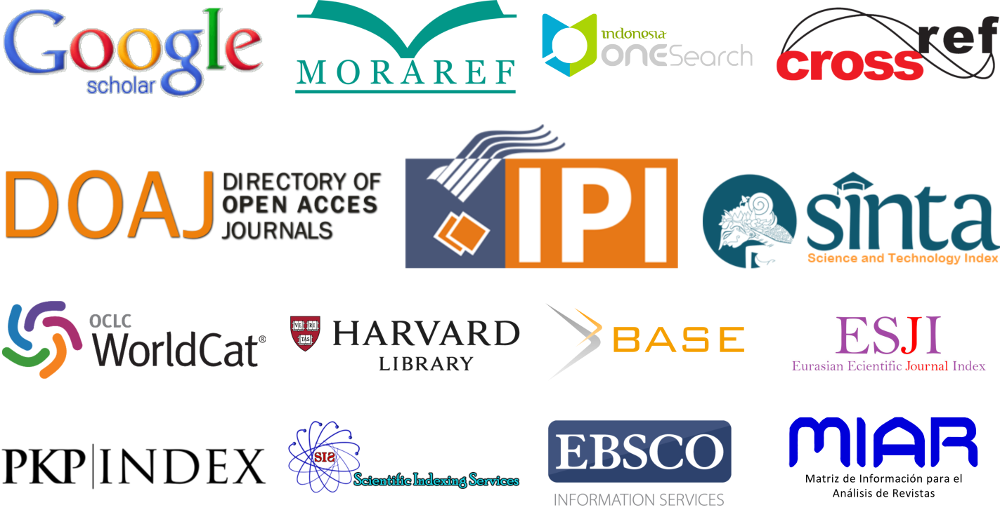 Google
scholar
MORAREF
indonesia
ONESearch
crossref
DOAJ
DIRECTORY OF
OPEN ACCES
JOURNALS
IPI
sinta
Science and Technology Index
OCLC
WorldCat®
VE RI
TAS
HARVARD
LIBRARY
BASE
ESJI
Eurasian Ecientific Journal Index
PKP|INDEX
SIS
Scientific Indexing Services
EBSCO
INFORMATION SERVICES
MIAR
Matriz de Información para el
Análisis de Revistas